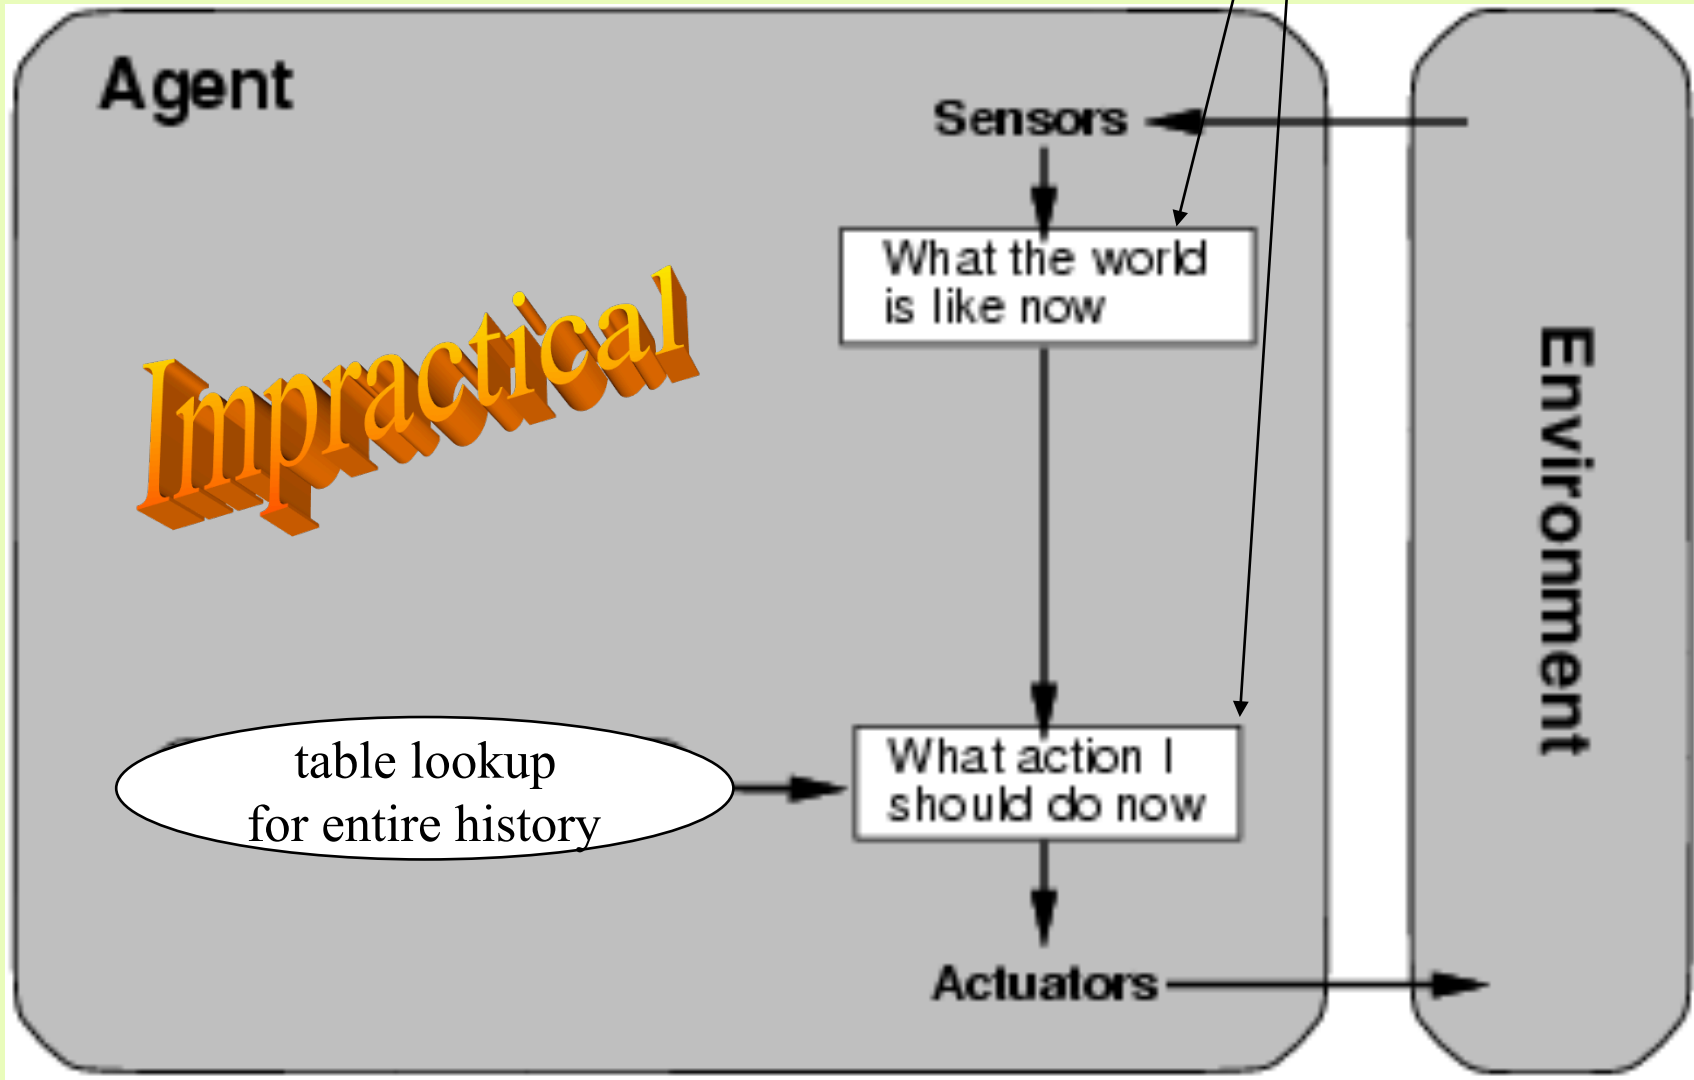 Agent
Sensors
What the world
is like now
Impractical
Environment
table lookup
for entire history
What action I
should do now
Actuators